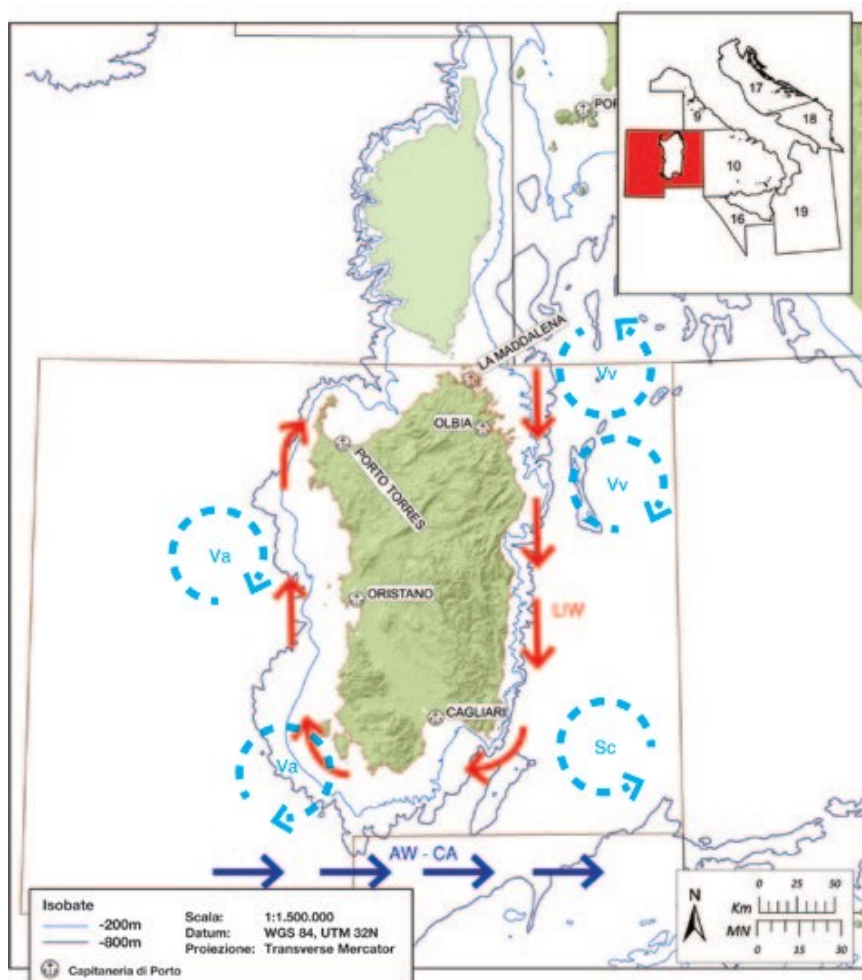 POR
17
9
18
10
19
16
LA MADDALENA
OLBIA
PORTO TORRES
ORISTANO
CAGLIARI
Vv
Vv
Va
Va
Sc
AW - CA
Isobate
-200m
-800m
Capitaneria di Porto
Scala: 1:1.500.000
Datum: WGS 84, UTM 32N
Proiezione: Transverse Mercator
N
0 25 50
Km
MN
0 15 30